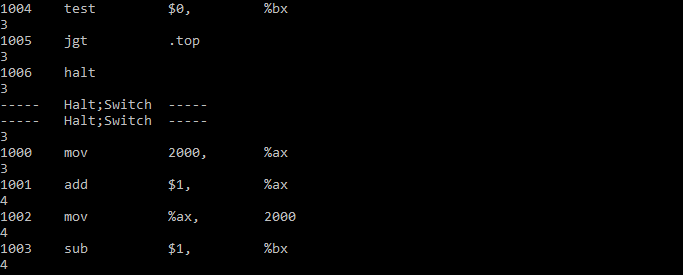 1004 test $0, %bx
3
1005 jgt .top
3
1006 halt
3
----- Halt;Switch -----
----- Halt;Switch -----
3
1000 mov 2000, %ax
3
1001 add $1, %ax
4
1002 mov %ax, 2000
4
1003 sub $1, %bx
4